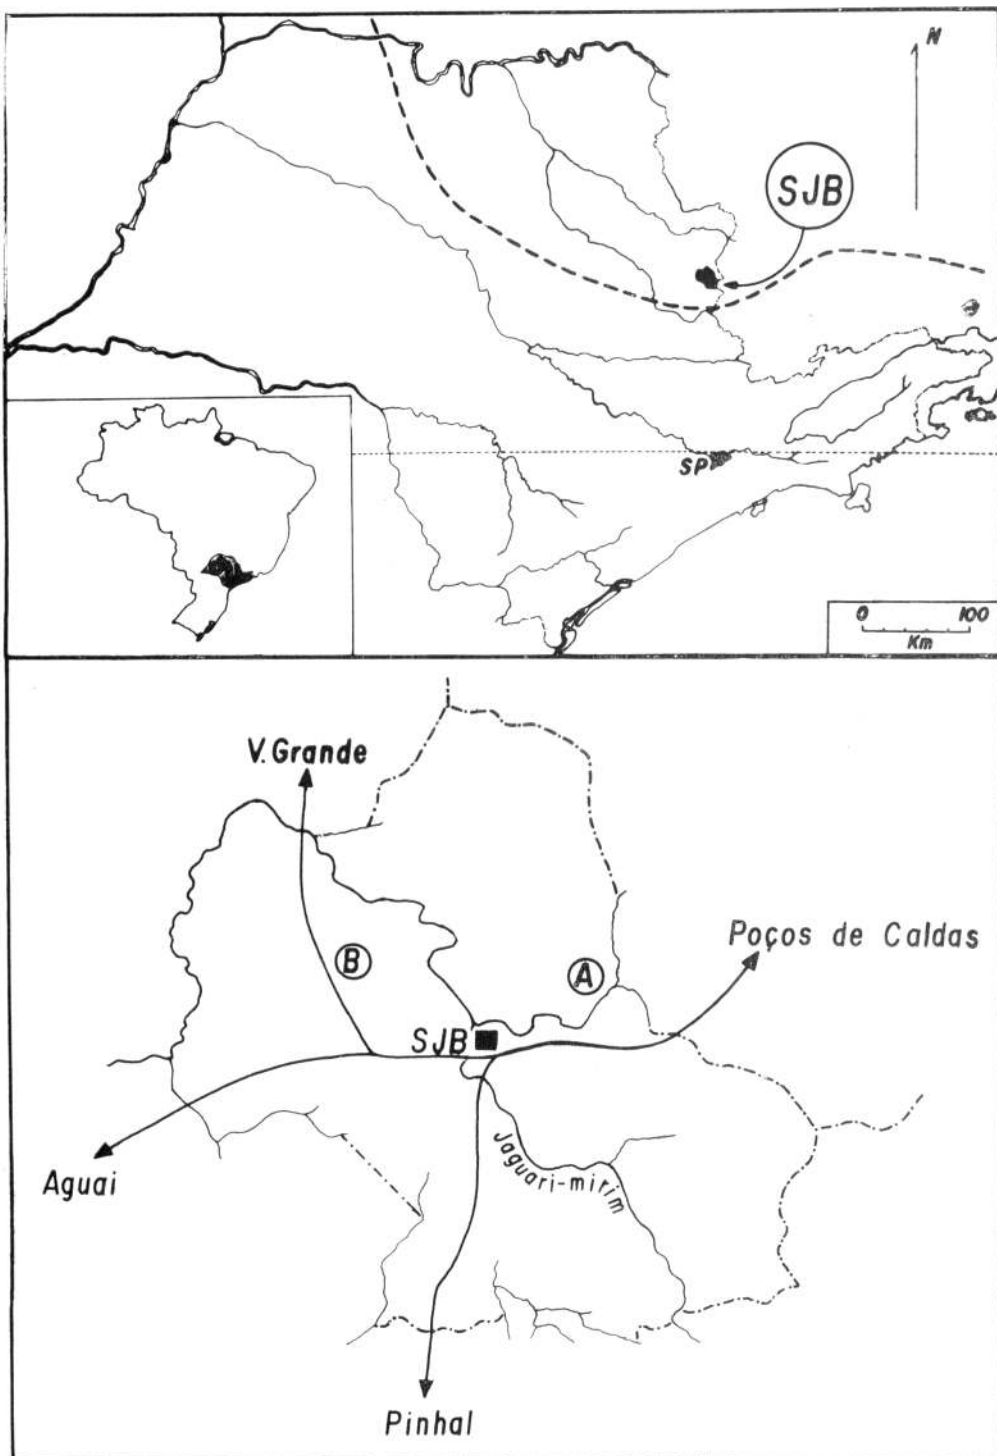 N
SJB
SP
0 100
Km
V. Grande
Poços de Caldas
B
A
SJB
Jaguari-mirim
Aguai
Pinhal